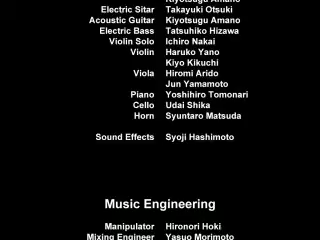 Kiyotsugu Amano
Electric Sitar Takayuki Otsuki
Acoustic Guitar Kiyotsugu Amano
Electric Bass Tatsuhiko Hizawa
Violin Solo Ichiro Nakai
Violin Haruko Yano
Kiyo Kikuchi
Viola Hiromi Arido
Jun Yamamoto
Piano Yoshihiro Tomonari
Cello Udai Shika
Horn Syuntaro Matsuda
Sound Effects Syoji Hashimoto
Music Engineering
Manipulator Hironori Hoki
Mixing Engineer Yasuo Morimoto